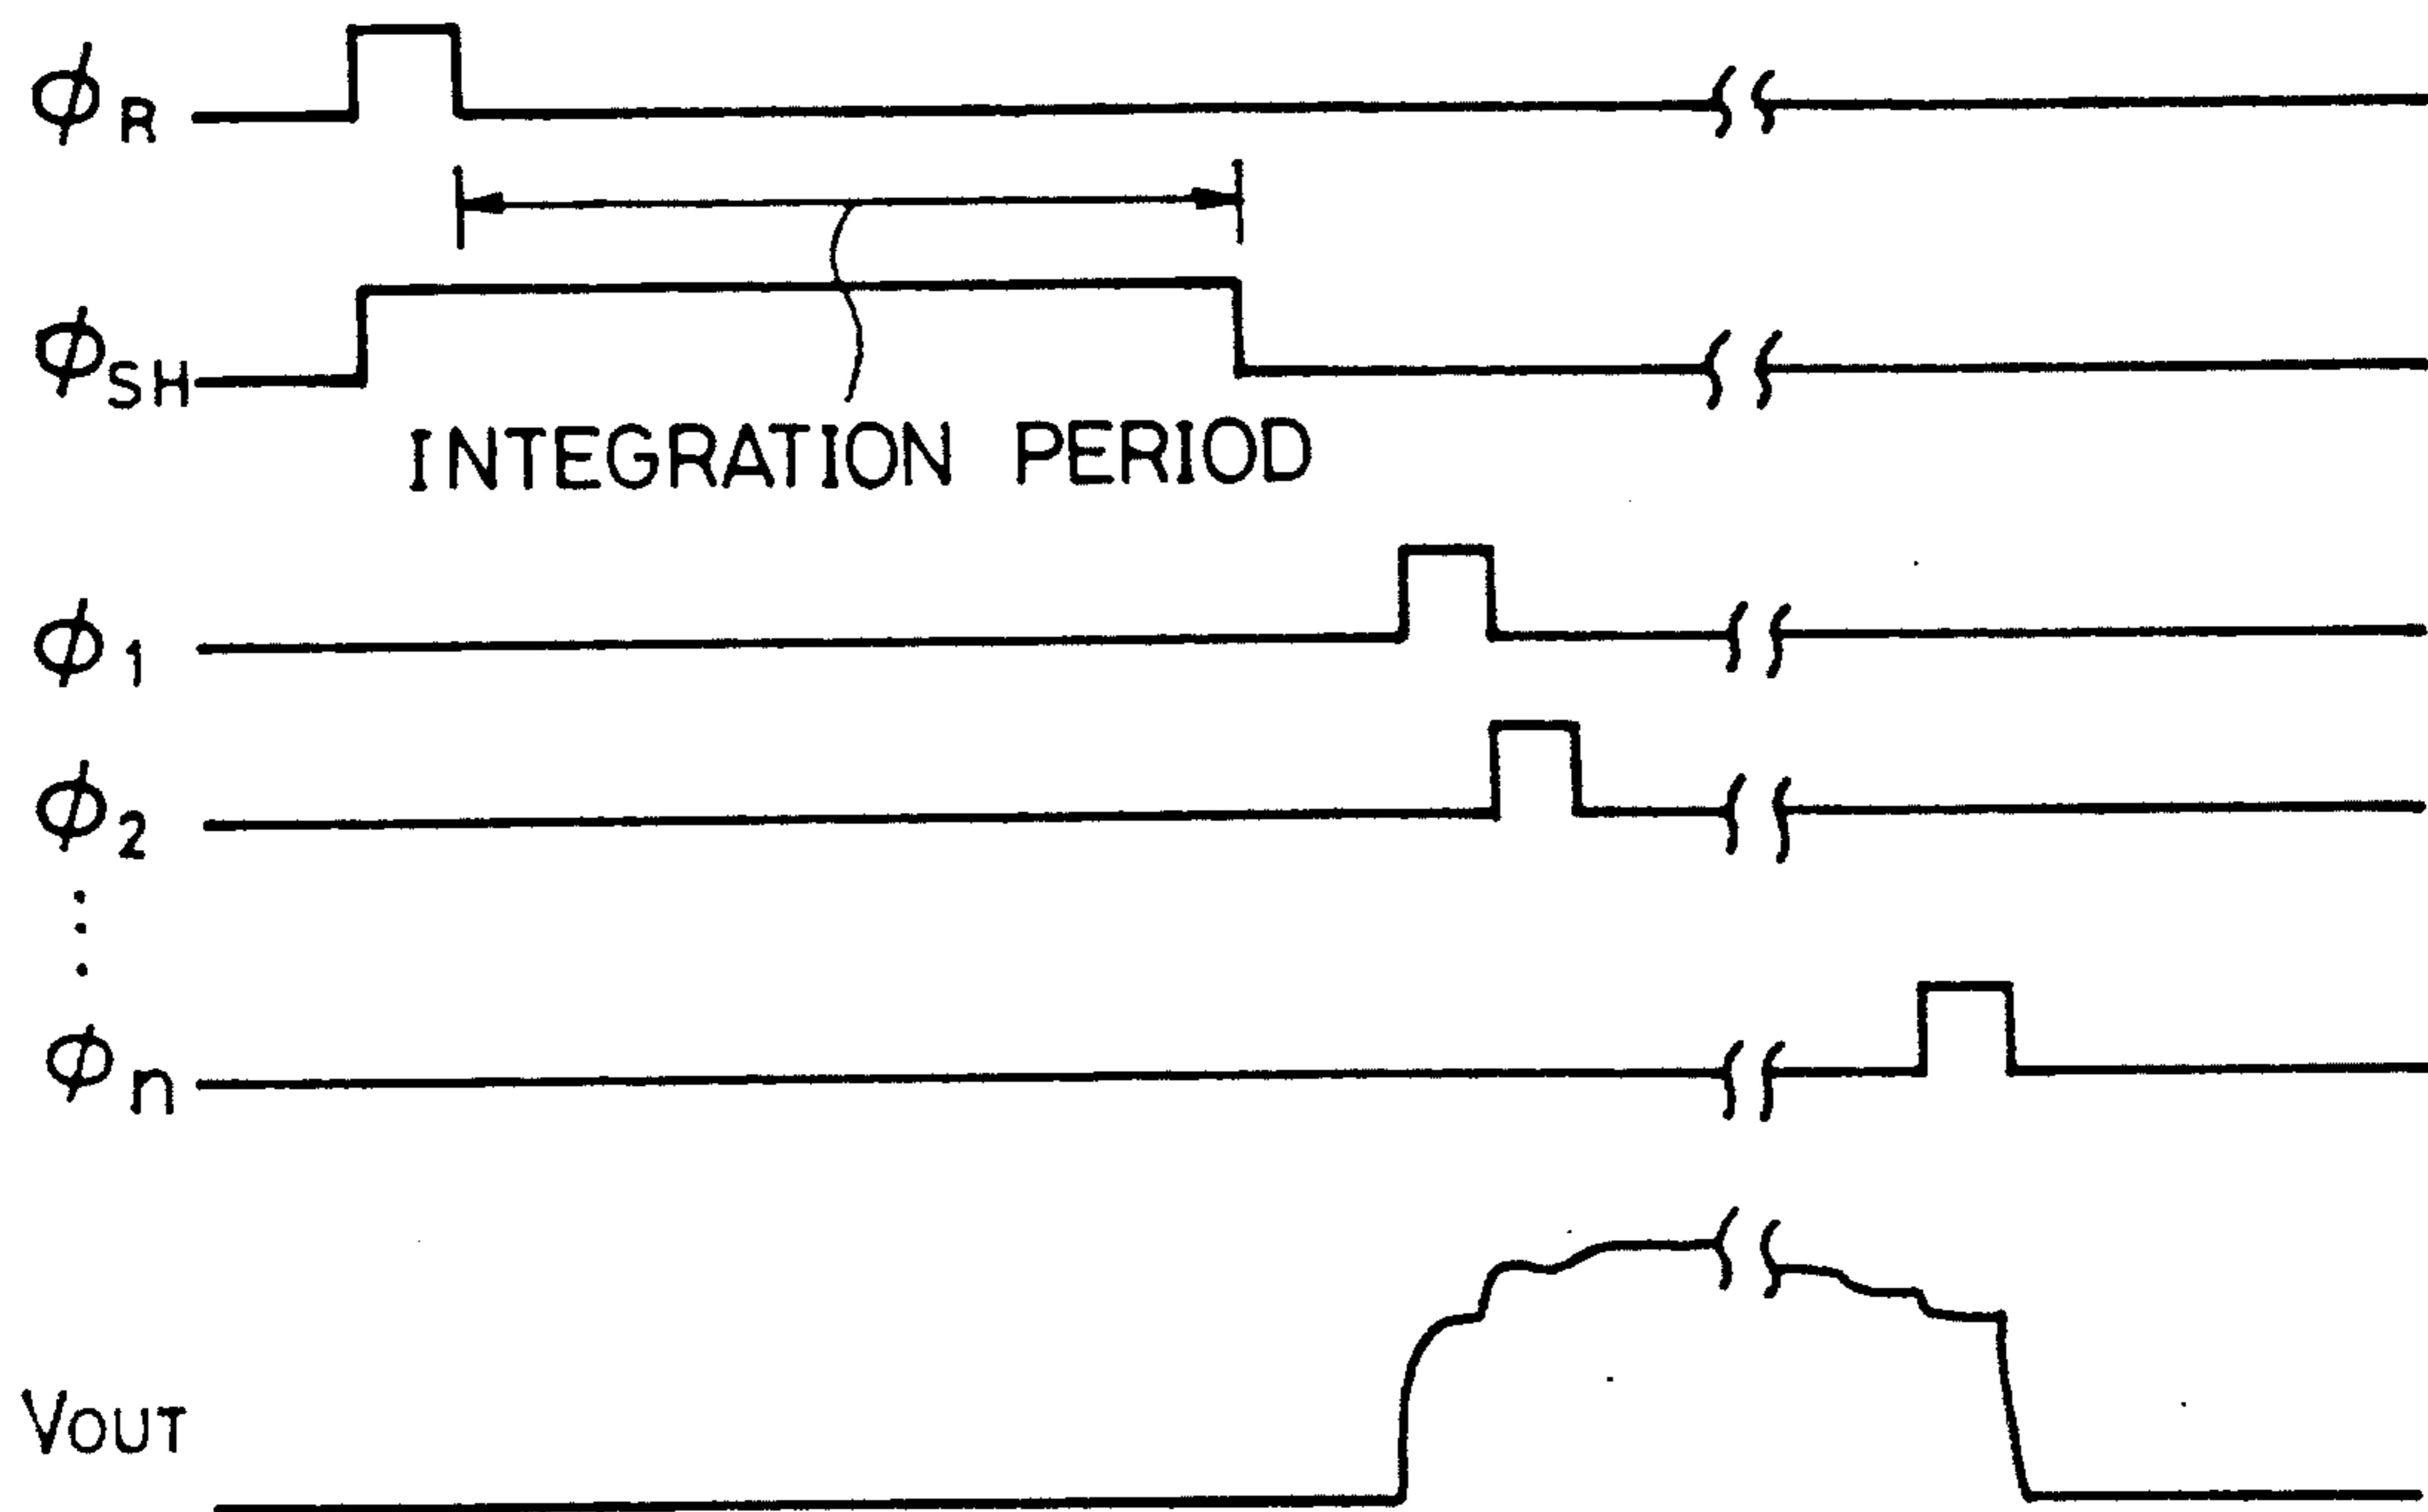 ϕR
ϕSH
INTEGRATION PERIOD
ϕ1
ϕ2
⋮
ϕn
VOUT